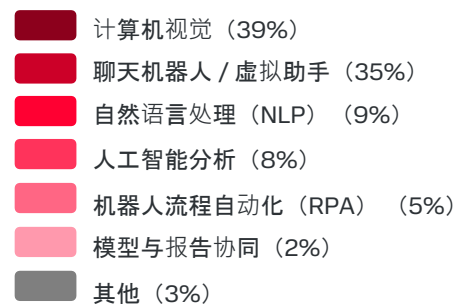 计算机视觉（39%）
聊天机器人 / 虚拟助手（35%）
自然语言处理（NLP）（9%）
人工智能分析（8%）
机器人流程自动化（RPA）（5%）
模型与报告协同（2%）
其他（3%）